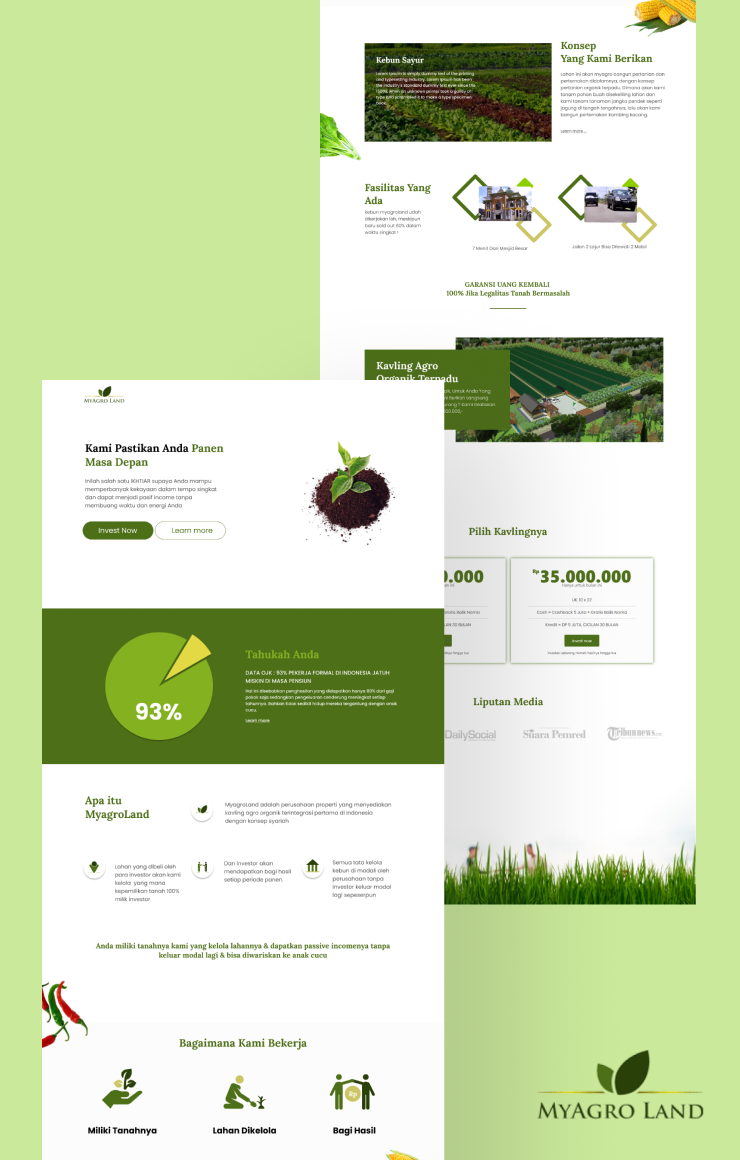 Konsep
Yang Kami Berikan
Kebun Sayur
Lorem Ipsum is simply dummy text of the printing
and typesetting industry. Lorem Ipsum has been
the industry's standard dummy text ever since the
1500s, when an unknown printer took a galley of
type and scrambled it to make a type specimen
book.
Lahan ini akan myagro bangun pertanian dan
perternakan didalamnya, dengan konsep
pertanian organik terpadu. Dimana akan kami
tanam pohon buah disekeliling lahan dan
kami tanam tanaman jangka pendek seperti
jagung di tengah tengahnya, lalu akan kami
bangun perternakan kambing kacang.
Learn more ...
Fasilitas Yang
Ada
kebun myagroland udah
dikerjakan loh, meskipun
baru sold out 60% dalam
waktu singkat !
7 Menit Dari Mesjid Besar
Jalan 2 Lajur Bisa Dilewati 2 Mobil
GARANSI UANG KEMBALI
100% Jika Legalitas Tanah Bermasalah
Kavling Agro
Organik Terpadu
Untuk Anda Yang
MYAGRO LAND
Kami Pastikan Anda Panen
Masa Depan
Inilah salah satu IKHTIAR supaya Anda mampu
memperbanyak kekayaan dalam tempo singkat
dan dapat menjadi pasif income tanpa
membuang waktu dan energi Anda
Invest Now
Learn more
Pilih Kavlingnya
.000
Rp 35.000.000
Hanya untuk bulan ini
UK 10 x 22
Cash = Cashback 5 Juta + Gratis Balik Nama
Kredit = DP 5 JUTA, CICILAN 30 BULAN
Invest now
Tahukah Anda
DATA OJK : 93% PEKERJA FORMAL DI INDONESIA JATUH
MISKIN DI MASA PENSIUN
93%
Hal ini disebabkan penghasilan yang didapatkan hanya 60% dari gaji
pokok saja sedangkan pengeluaran cenderung meningkat setiap
tahunnya. Bahkan tidak sedikit hidup mereka tergantung dengan anak
cucu.
Learn more
Liputan Media
DailySocial
Suara Pemred
Tribunnews.com
Apa itu
MyagroLand
MyagroLand adalah perusahaan properti yang menyediakan
kavling agro organik terintegrasi pertama di Indonesia
dengan konsep syariah
Lahan yang dibeli oleh
para investor akan kami
kelola yang mana
kepemilikan tanah 100%
milik investor
Dan investor akan
mendapatkan bagi hasil
setiap periode panen.
Semua tata kelola
kebun di modali oleh
perusahaan tanpa
investor keluar modal
lagi sepeserpun
Anda miliki tanahnya kami yang kelola lahannya & dapatkan passive incomenya tanpa
keluar modal lagi & bisa diwariskan ke anak cucu
Bagaimana Kami Bekerja
Rp
Miliki Tanahnya
Lahan Dikelola
Bagi Hasil
MYAGRO LAND